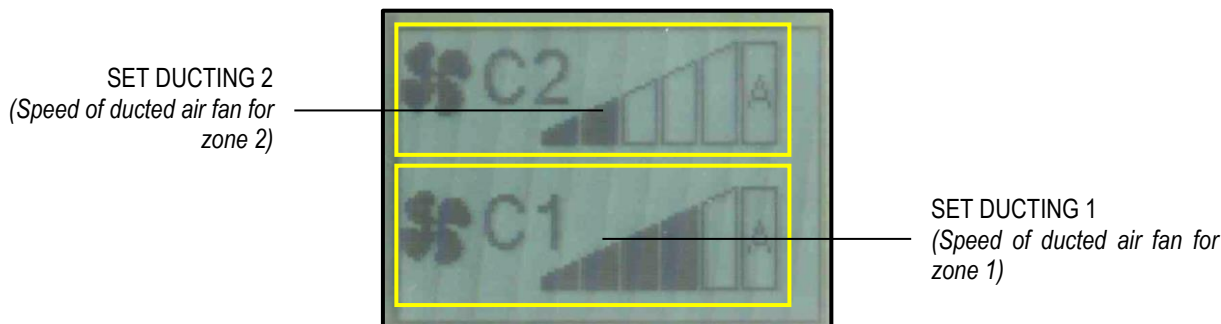 SET DUCTING 2
(Speed of ducted air fan for
zone 2)
C2
A
C1
A
SET DUCTING 1
(Speed of ducted air fan for
zone 1)